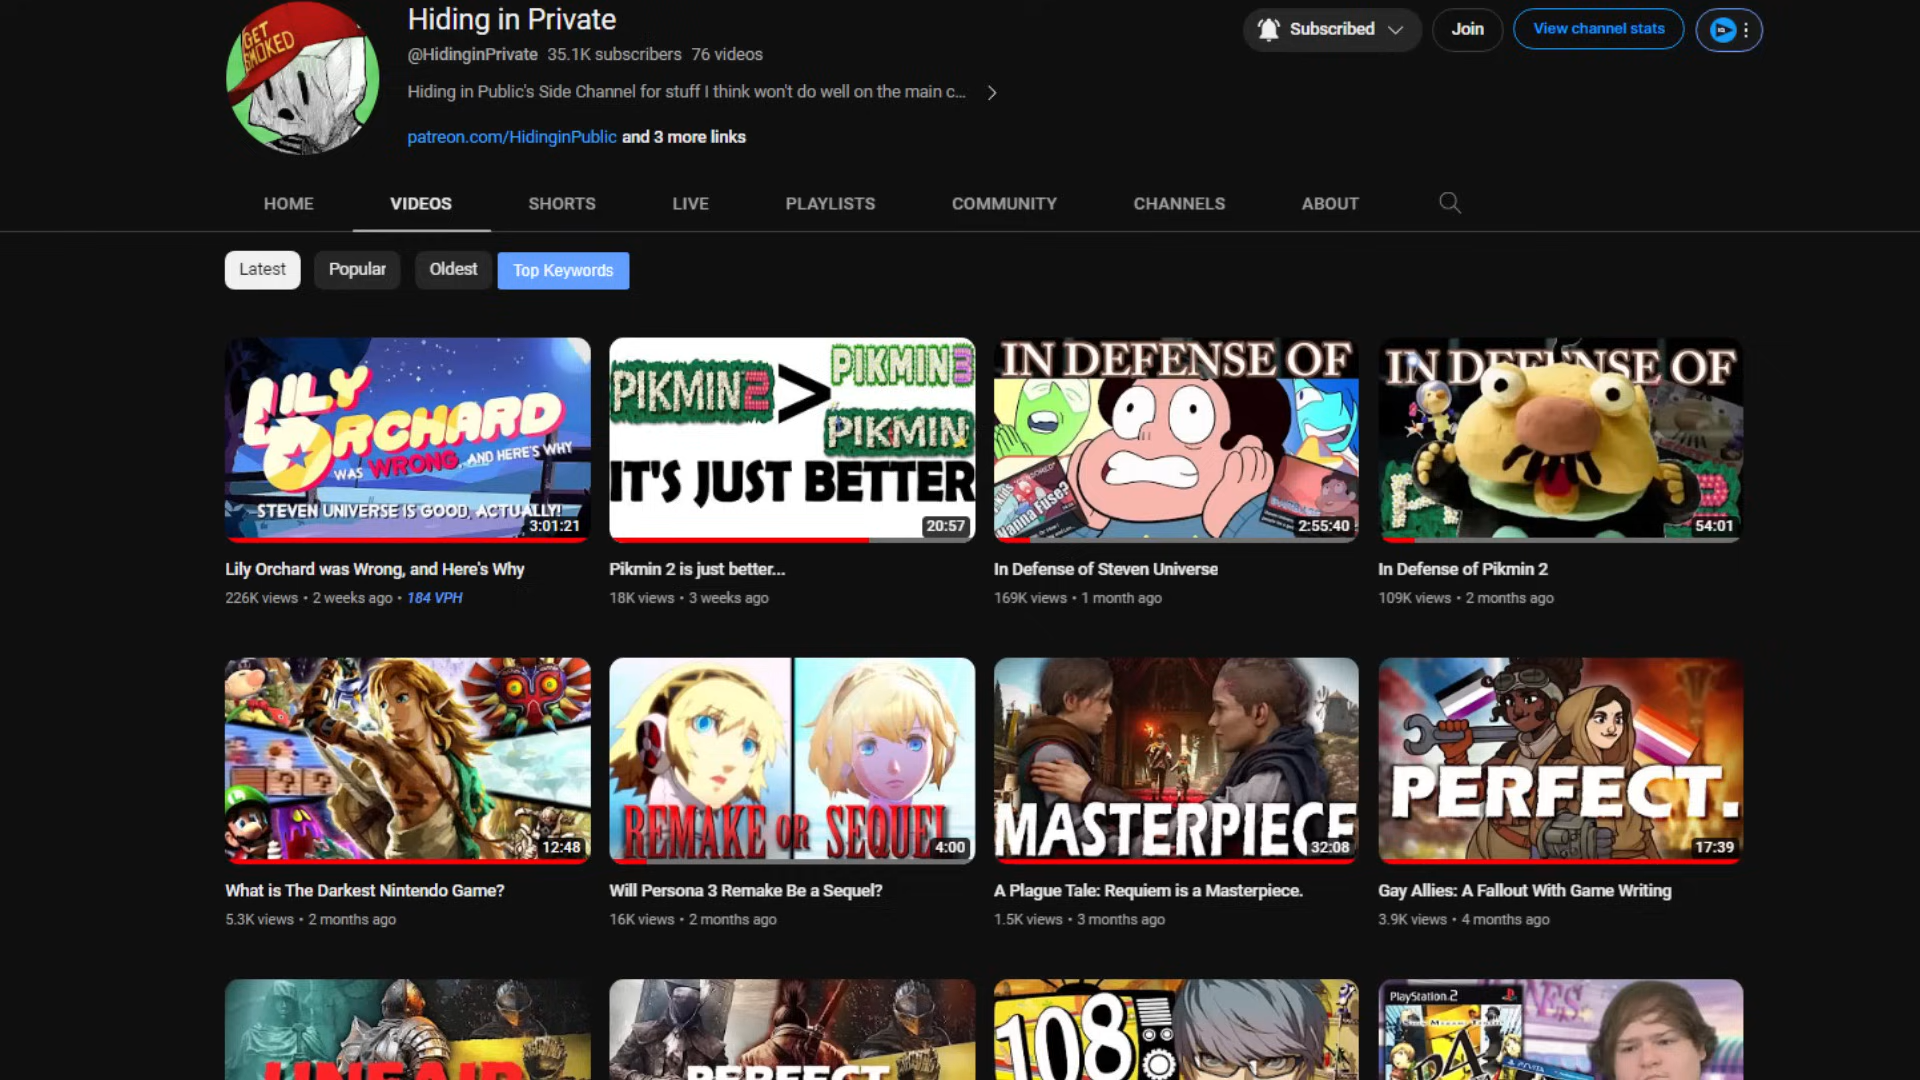 GET SMOKED
Hiding in Private
@HidinginPrivate 35.1K subscribers 76 videos
Hiding in Public's Side Channel for stuff I think won't do well on the main c...
patreon.com/HidinginPublic and 3 more links
Subscribed
Join
View channel stats
HOME VIDEOS SHORTS LIVE PLAYLISTS COMMUNITY CHANNELS ABOUT
Latest Popular Oldest Top Keywords
LILY
ORCHARD
WAS WRONG, AND HERE'S WHY
STEVEN UNIVERSE IS GOOD, ACTUALLY!
3:01:21
PIKMIN 2 > PIKMIN 3
PIKMIN
IT'S JUST BETTER
20:57
IN DEFENSE OF
Wanna Fuse?
2:55:40
IN DEFENSE OF
54:01
Lily Orchard was Wrong, and Here's Why
226K views • 2 weeks ago • 184 VPH
Pikmin 2 is just better...
18K views • 3 weeks ago
In Defense of Steven Universe
169K views • 1 month ago
In Defense of Pikmin 2
109K views • 2 months ago
12:48
REMAKE OR SEQUEL
4:00
MASTERPIECE
32:08
PERFECT.
17:39
What is The Darkest Nintendo Game?
5.3K views • 2 months ago
Will Persona 3 Remake Be a Sequel?
16K views • 2 months ago
A Plague Tale: Requiem is a Masterpiece.
1.5K views • 3 months ago
Gay Allies: A Fallout With Game Writing
3.9K views • 4 months ago
UNFAIR
PERFECT
108
PlayStation 2
P4